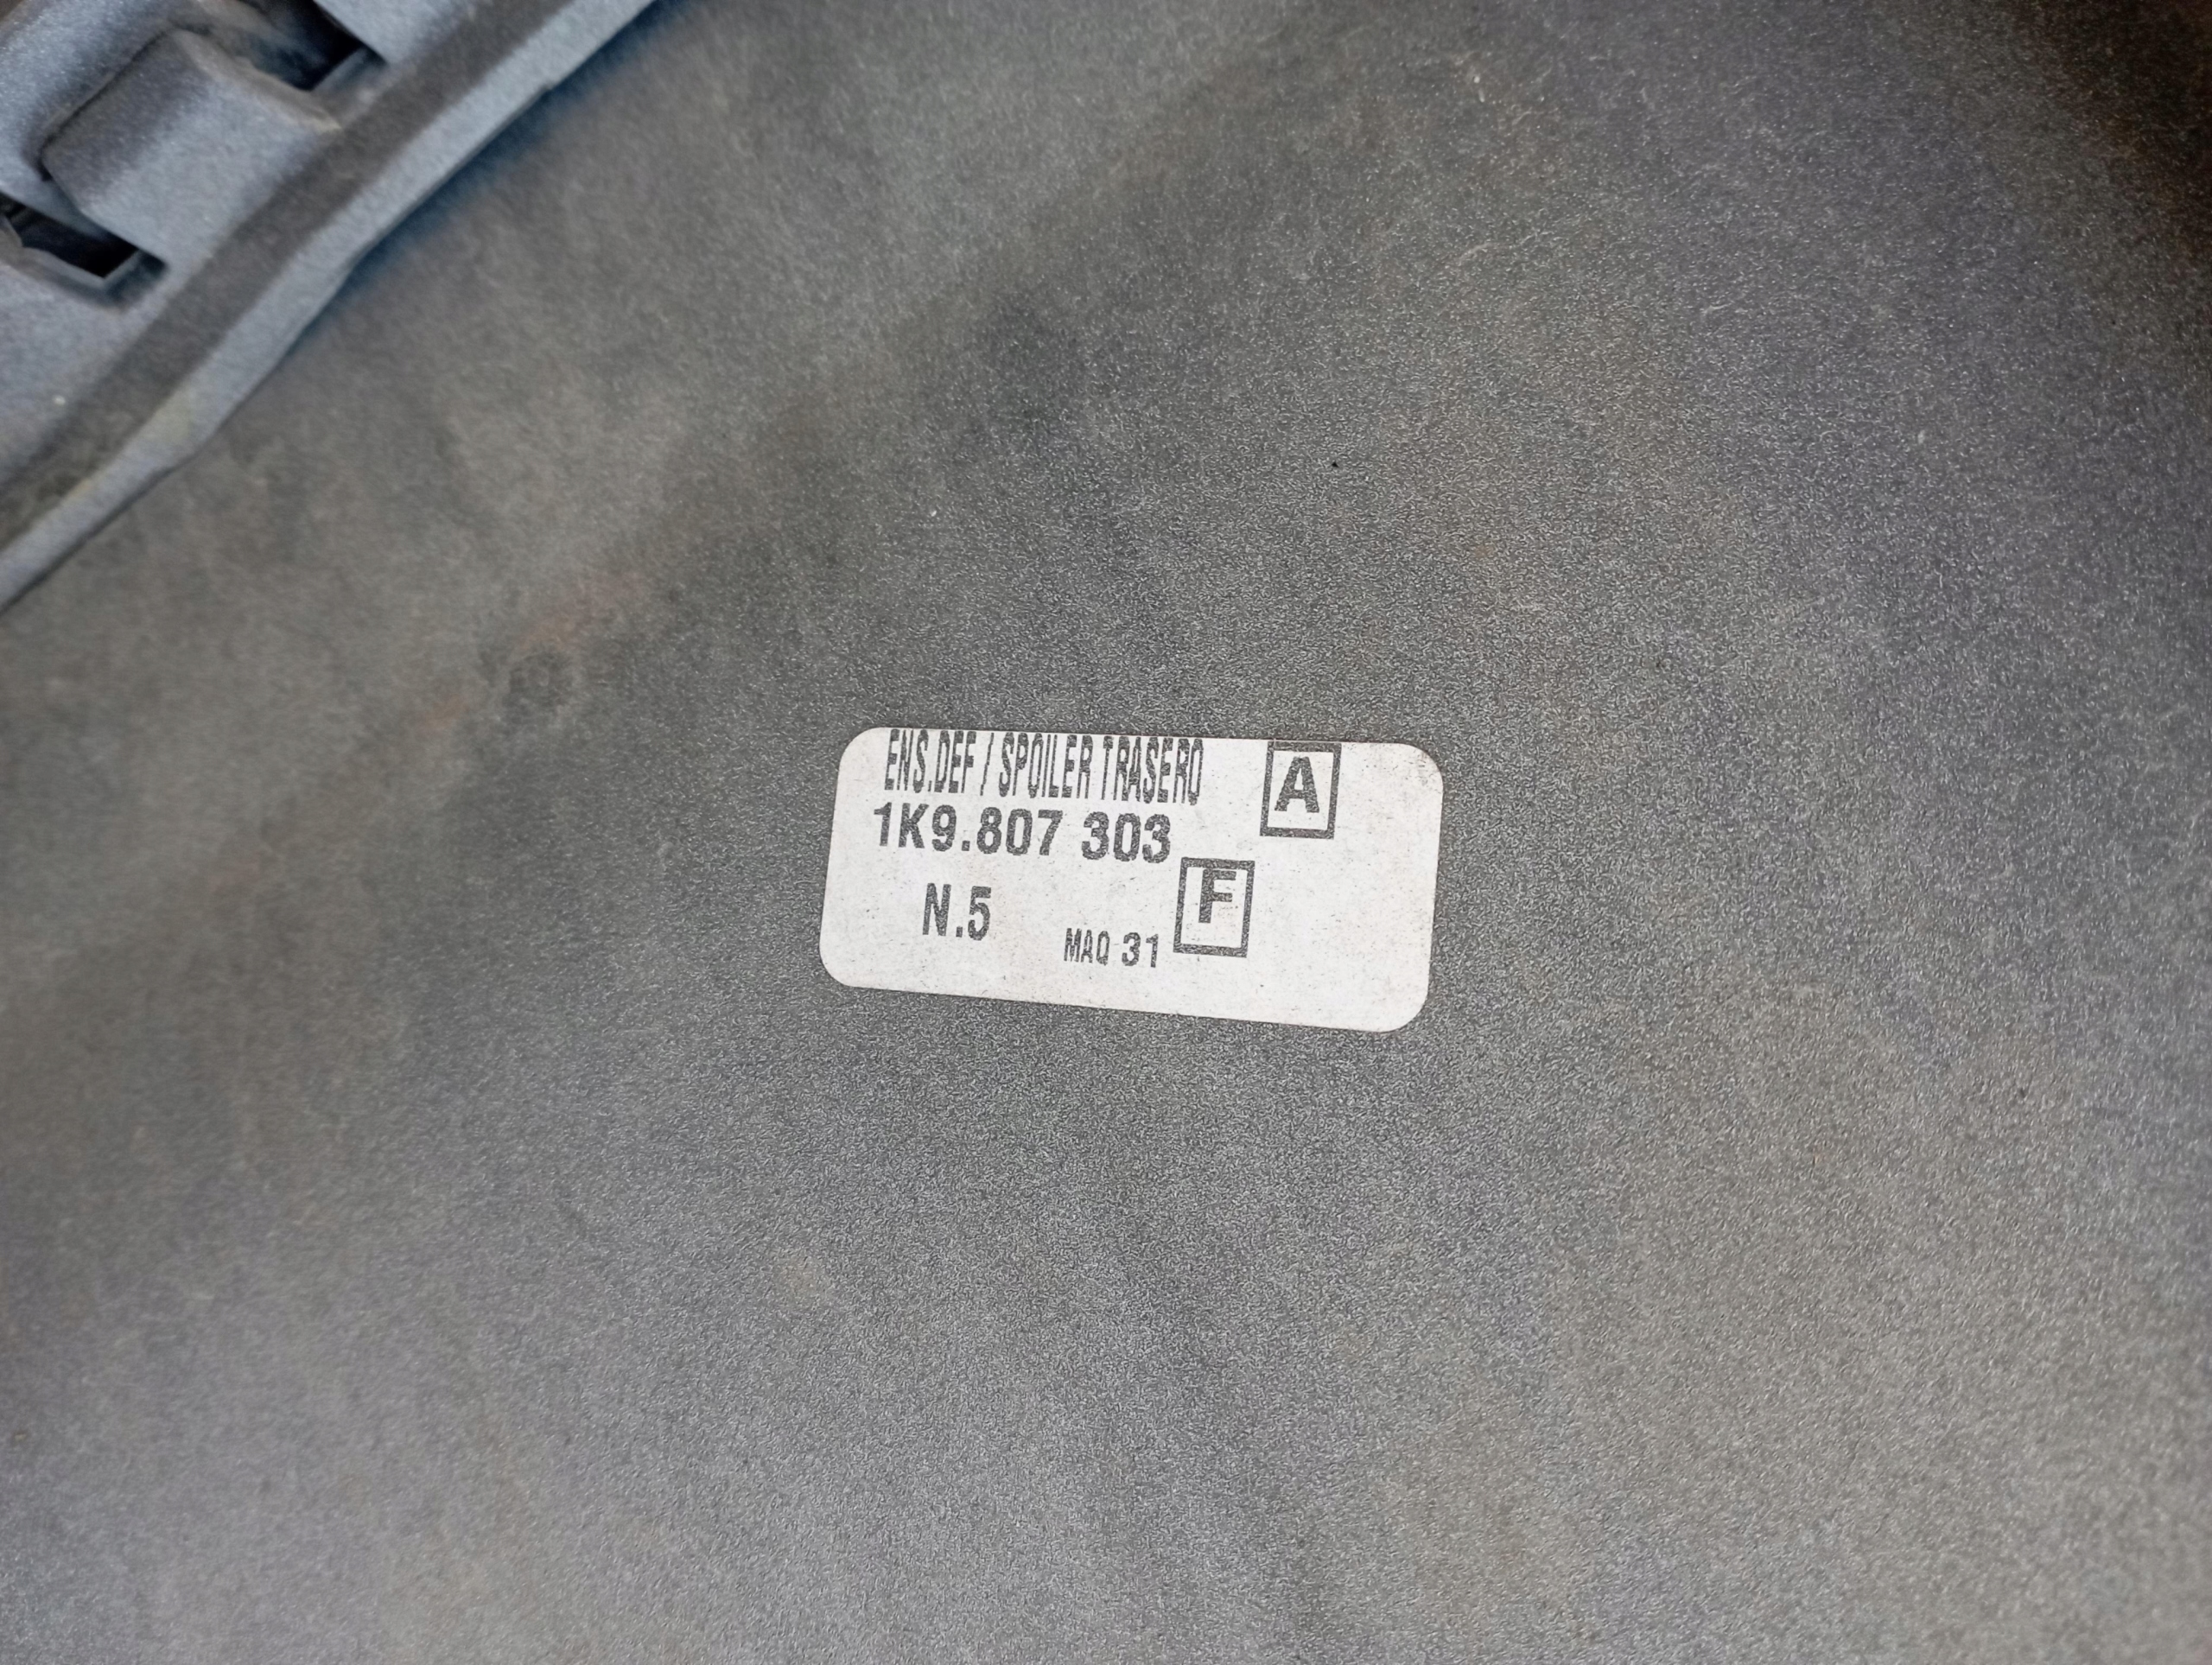 ENS.DEF / SPOILER TRASERO A
1K9.807 303
N.5 MAQ 31 F